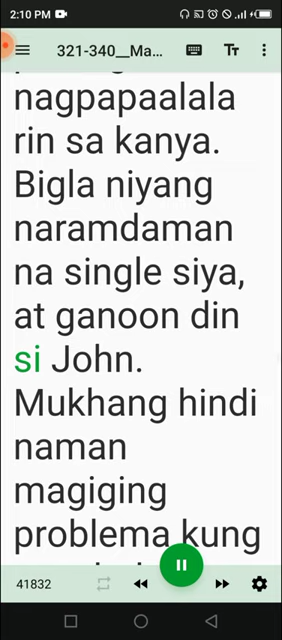 2:10 PM
321-340__Ma...
nagpapaalala
rin sa kanya.
Bigla niyang
naramdaman
na single siya,
at ganoon din
si John.
Mukhang hindi
naman
magiging
problema kung
41832